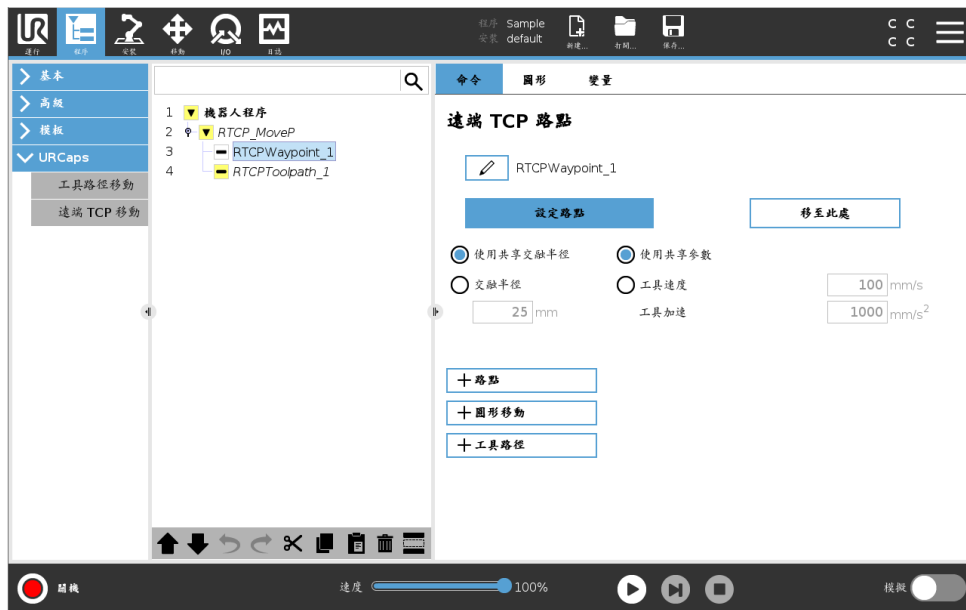 UR
程序 Sample
安裝 default
運行
程序
安裝
移動
I/O
日誌
新建...
打開...
保存...
C C
C C
基本
高級
模板
URCaps
工具路徑移動
遠端 TCP 移動
1 機器人程序
2 RTCP_MoveP
3 RTCPWaypoint_1
4 RTCPToolpath_1
命令 圖形 變量
遠端 TCP 路點
RTCPWaypoint_1
設定路點 移至此處
使用共享交融半徑 使用共享參數
交融半徑 工具速度 100 mm/s
25 mm 工具加速 1000 mm/s²
路點
圓形移動
工具路徑
關機 速度 100% 模擬